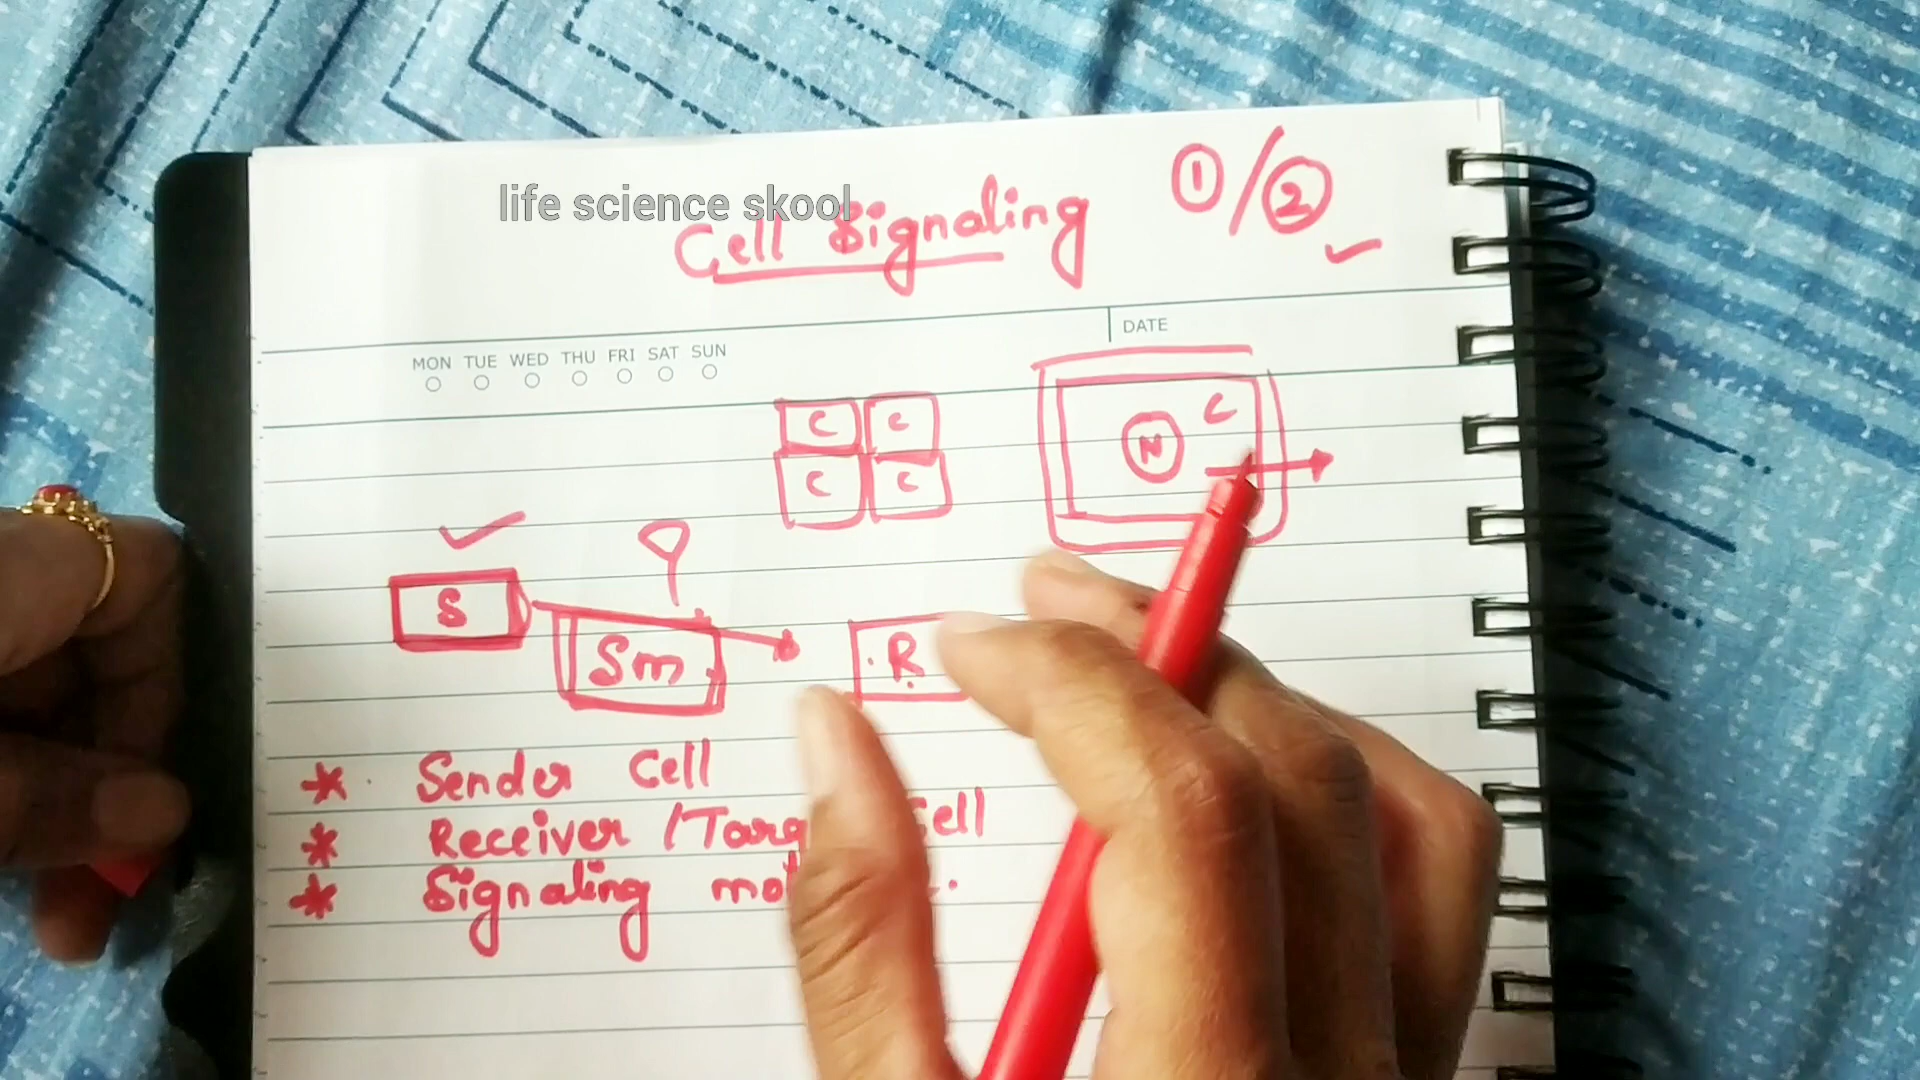 life science skool
Cell Signaling 1/2
DATE
MON TUE WED THU FRI SAT SUN
C C
C C
N C
S
Sm
R
* Sender Cell
* Receiver /Targ ell
* Signaling